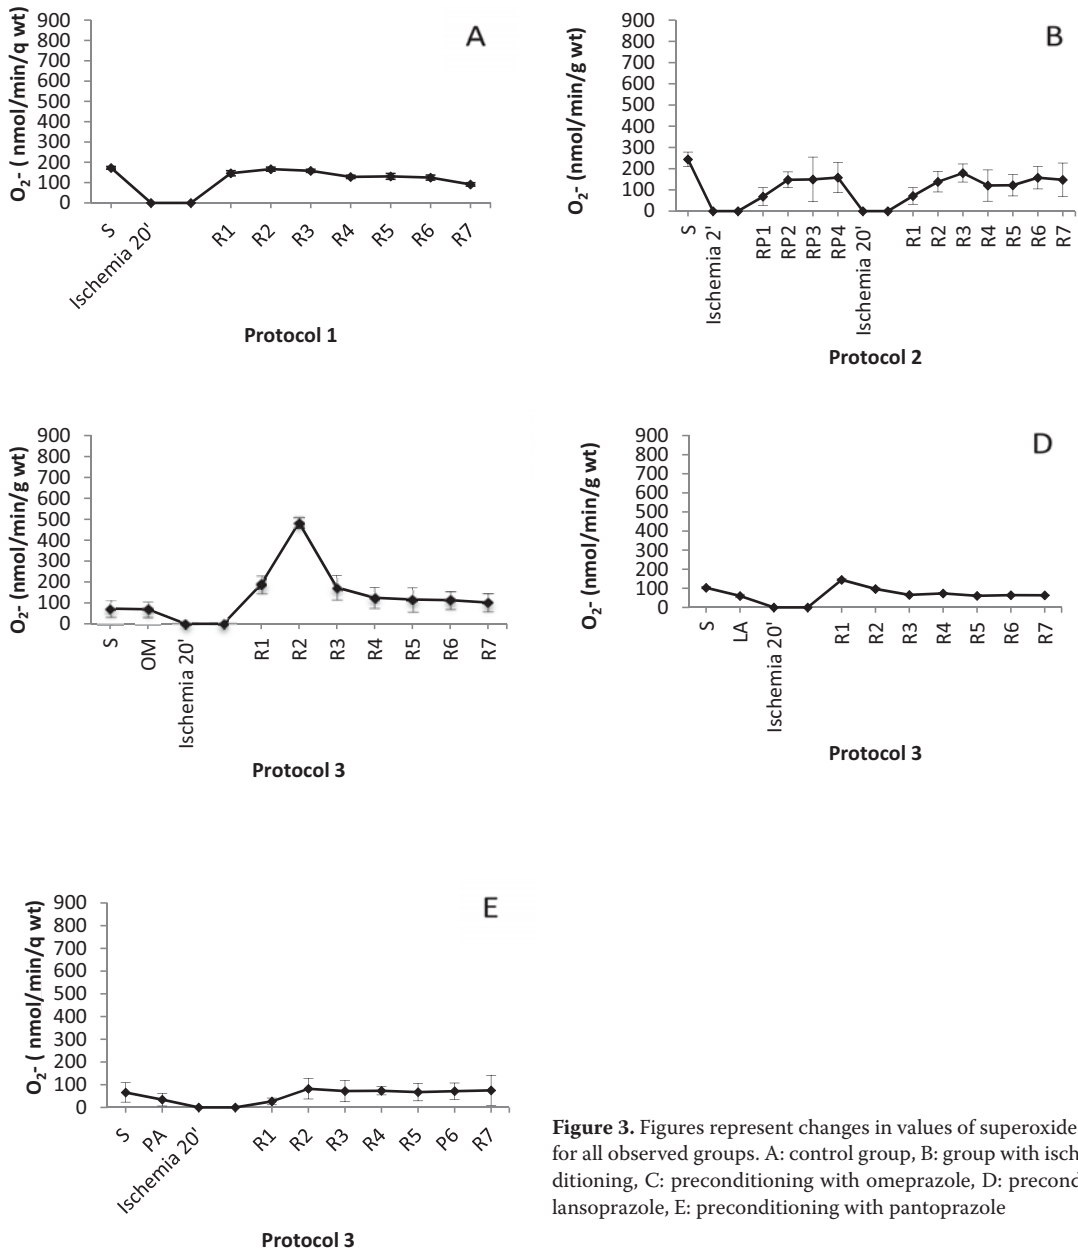 A
O₂- ( nmol/min/q wt)
900
800
700
600
500
400
300
200
100
0
S
Ischemia 20'
R1
R2
R3
R4
R5
R6
R7
Protocol 1
B
O₂- (nmol/min/g wt)
900
800
700
600
500
400
300
200
100
0
S
Ischemia 2'
RP1
RP2
RP3
RP4
Ischemia 20'
R1
R2
R3
R4
R5
R6
R7
Protocol 2
O₂- (nmol/min/g wt)
900
800
700
600
500
400
300
200
100
0
S
OM
Ischemia 20'
R1
R2
R3
R4
R5
R6
R7
Protocol 3
D
O₂- (nmol/min/g wt)
900
800
700
600
500
400
300
200
100
0
S
LA
Ischemia 20'
R1
R2
R3
R4
R5
R6
R7
Protocol 3
E
O₂- ( nmol/min/q wt)
900
800
700
600
500
400
300
200
100
0
S
PA
Ischemia 20'
R1
R2
R3
R4
R5
P6
R7
Protocol 3
Figure 3. Figures represent changes in values of superoxide
for all observed groups. A: control group, B: group with isch
ditioning, C: preconditioning with omeprazole, D: precond
lansoprazole, E: preconditioning with pantoprazole